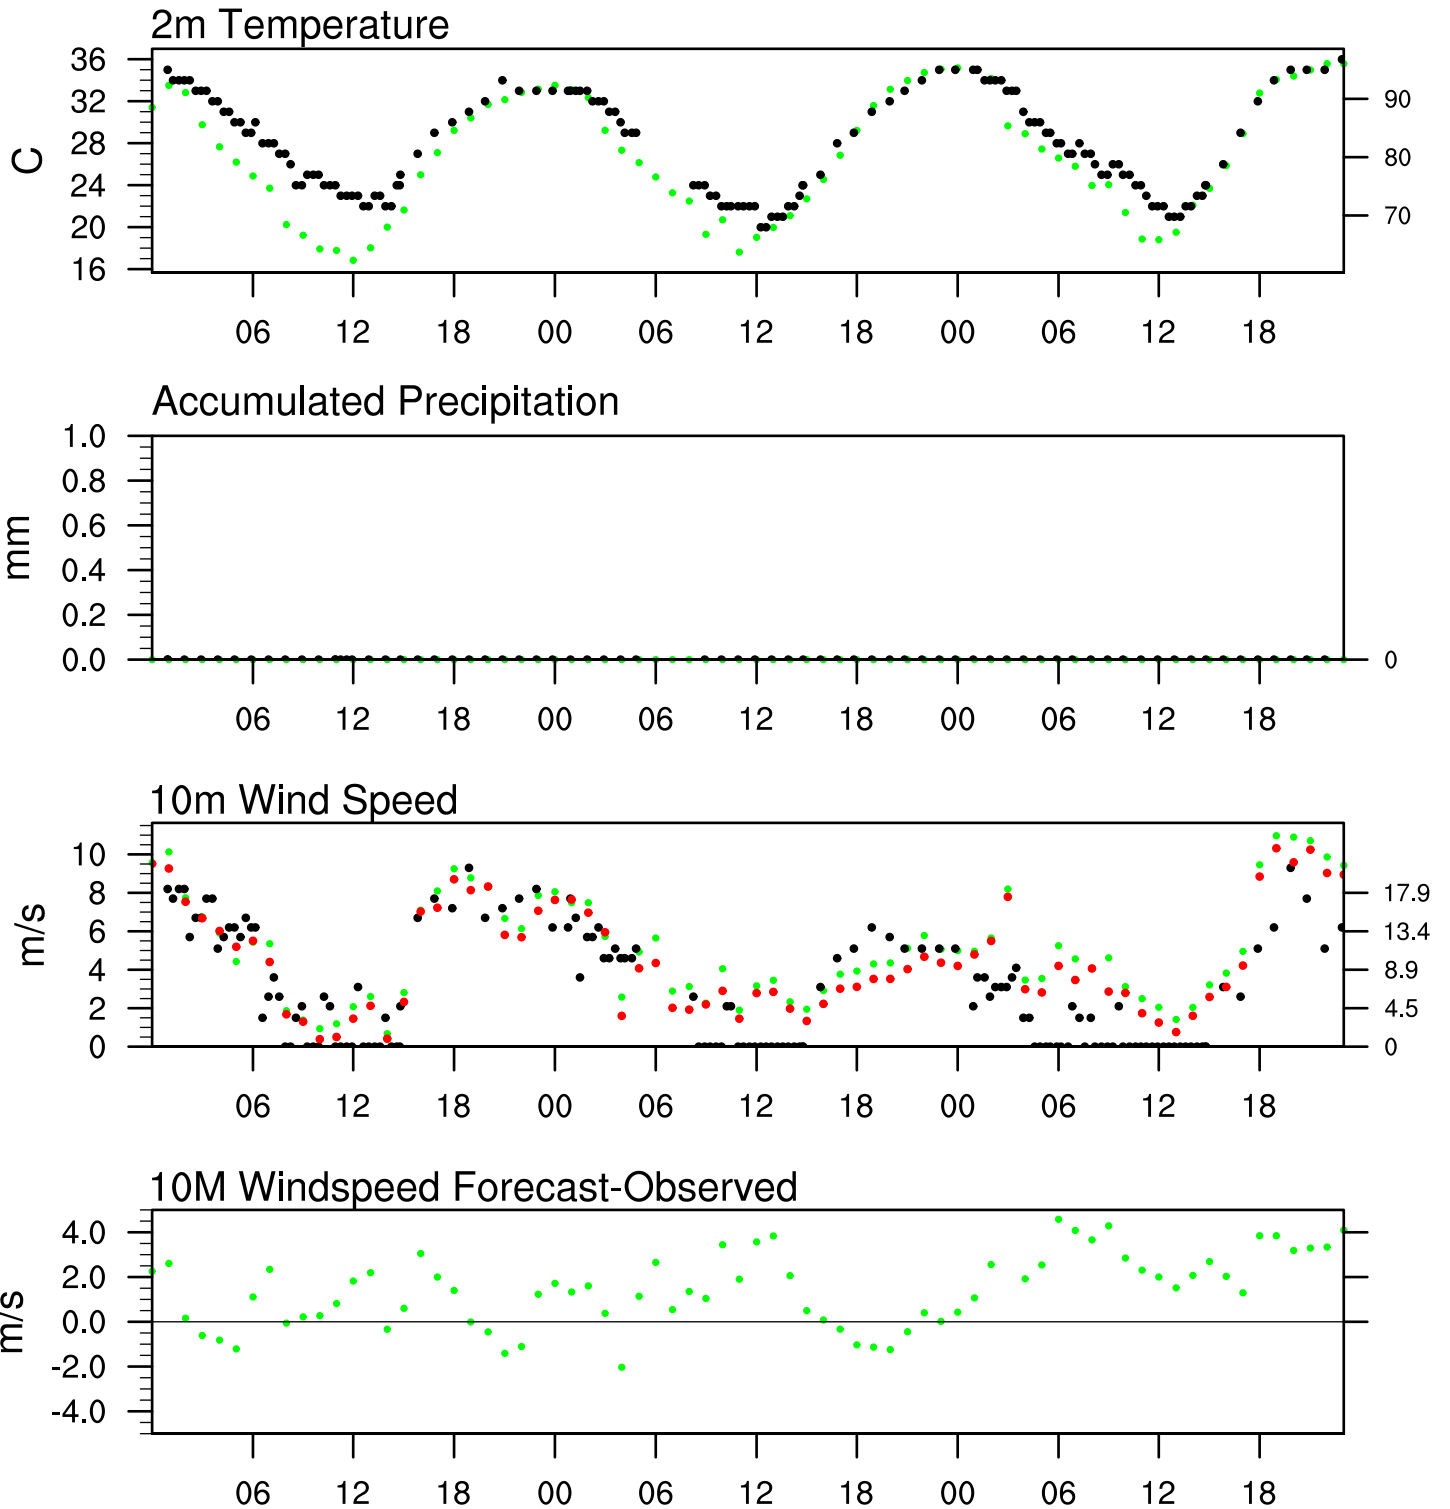 2m Temperature
36
32
28
24
20
16
C
90
80
70
06 12 18 00 06 12 18 00 06 12 18
Accumulated Precipitation
1.0
0.8
0.6
0.4
0.2
0.0
mm
0
06 12 18 00 06 12 18 00 06 12 18
10m Wind Speed
10
8
6
4
2
0
m/s
17.9
13.4
8.9
4.5
0
06 12 18 00 06 12 18 00 06 12 18
10M Windspeed Forecast-Observed
4.0
2.0
0.0
-2.0
-4.0
m/s
06 12 18 00 06 12 18 00 06 12 18